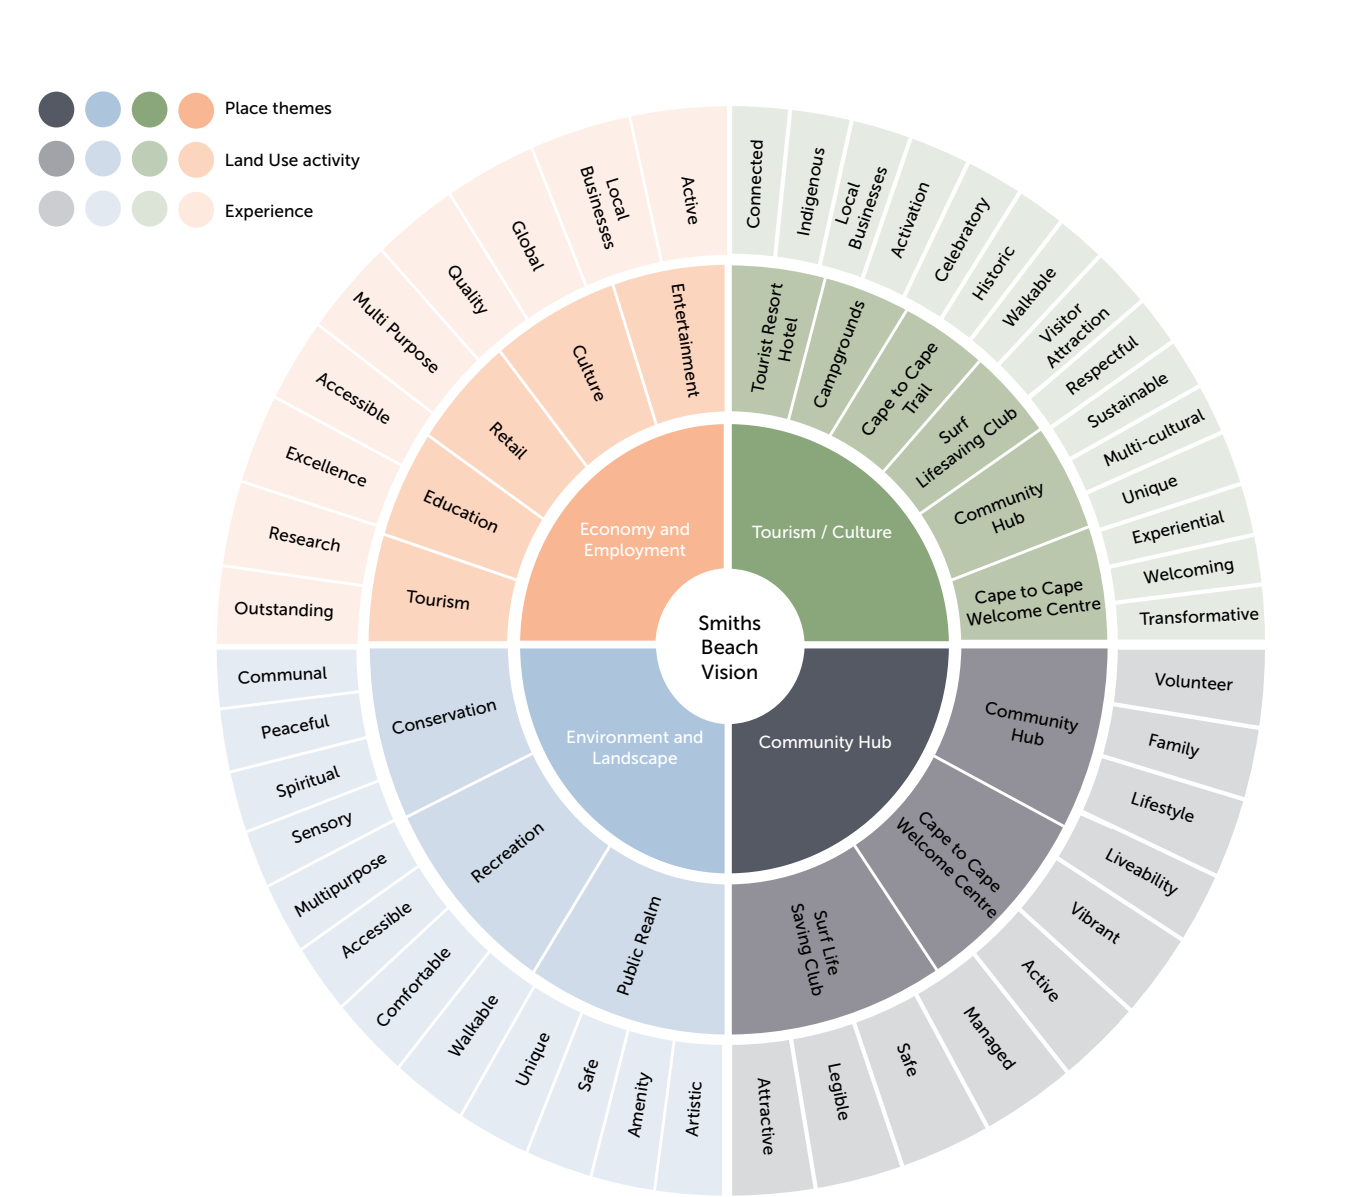 Place themes
Land Use activity
Experience
Smiths
Beach
Vision
Economy and
Employment
Tourism / Culture
Environment and
Landscape
Community Hub
Tourism
Education
Retail
Culture
Entertainment
Tourist Resort
Hotel
Campgrounds
Cape to Cape
Trail
Surf
Lifesaving Club
Community
Hub
Cape to Cape
Welcome Centre
Community
Hub
Cape to Cape
Welcome Centre
Surf Life
Saving Club
Public Realm
Recreation
Conservation
Outstanding
Research
Excellence
Accessible
Multi Purpose
Quality
Global
Local
Businesses
Active
Connected
Indigenous
Local
Businesses
Activation
Celebratory
Historic
Walkable
Visitor
Attraction
Respectful
Sustainable
Multi-cultural
Unique
Experiential
Welcoming
Transformative
Volunteer
Family
Lifestyle
Liveability
Vibrant
Active
Managed
Safe
Legible
Attractive
Artistic
Amenity
Safe
Unique
Walkable
Comfortable
Accessible
Multipurpose
Sensory
Spiritual
Peaceful
Communal